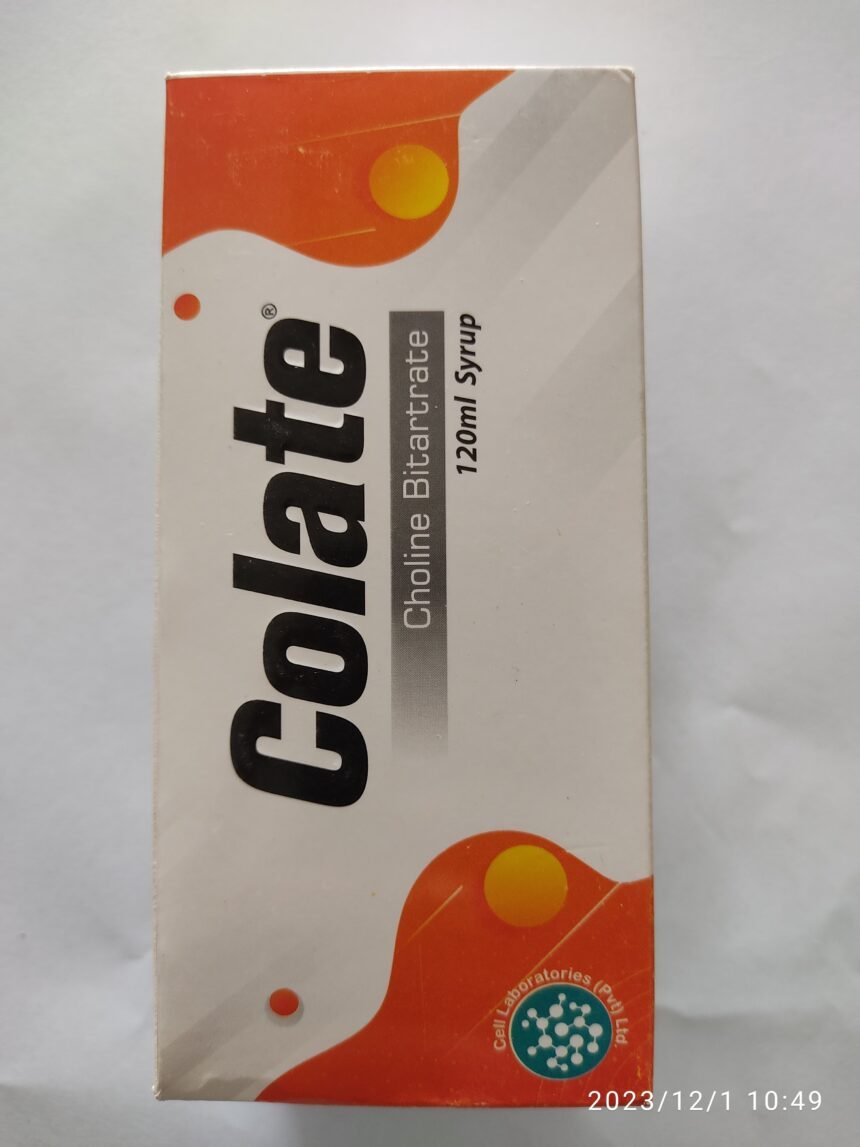 Colate®
Choline Bitartrate
120ml Syrup
Cell Laboratories (Pvt) Ltd.
2023/12/1 10:49